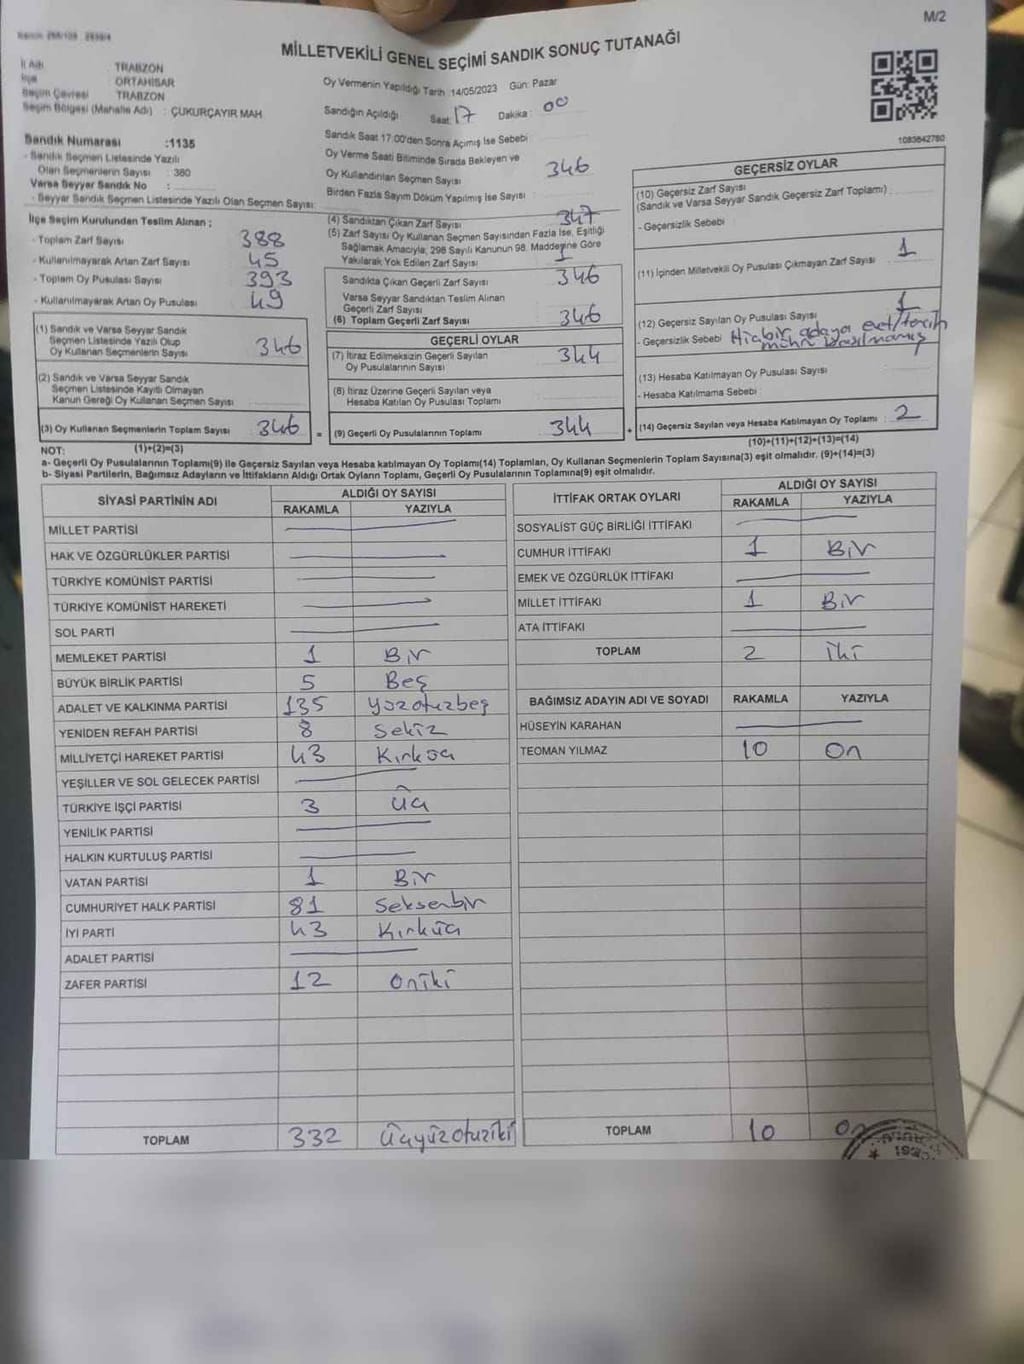 M/2
MİLLETVEKİLİ GENEL SEÇİMİ SANDIK SONUÇ TUTANAĞI
İl Adı TRABZON
İlçe ORTAHİSAR
Seçim Çevresi TRABZON
Seçim Bölgesi (Mahalle Adı) : ÇUKURÇAYIR MAH
Oy Vermenin Yapıldığı Tarih 14/05/2023 Gün: Pazar
Sandığın Açıldığı Saat: 17 Dakika: 00
Sandık Saat 17:00'den Sonra Açımış İse Sebebi
Oy Verme Saati Bitiminde Sırada Bekleyen ve
Oy Kullandırılan Seçmen Sayısı 346
Birden Fazla Sayım Döküm Yapılmış İse Sayısı
1083642760
Sandık Numarası :1135
- Sandık Seçmen Listesinde Yazılı
Olan Seçmenlerin Sayısı : 380
Varsa Seyyar Sandık No :
- Seyyar Sandık Seçmen Listesinde Yazılı Olan Seçmen Sayısı:
İlçe Seçim Kurulundan Teslim Alınan ;
- Toplam Zarf Sayısı 388
- Kullanılmayarak Artan Zarf Sayısı 45
- Toplam Oy Pusulası Sayısı 393
- Kullanılmayarak Artan Oy Pusulası 49
(1) Sandık ve Varsa Seyyar Sandık
Seçmen Listesinde Yazılı Olup
Oy Kullanan Seçmenlerin Sayısı 346
(2) Sandık ve Varsa Seyyar Sandık
Seçmen Listesinde Kayıtlı Olmayan
Kanun Gereği Oy Kullanan Seçmen Sayısı
(3) Oy Kullanan Seçmenlerin Toplam Sayısı 346 =
(4) Sandıktan Çıkan Zarf Sayısı 347
(5) Zarf Sayısı Oy Kullanan Seçmen Sayısından Fazla İse, Eşitliği
Sağlamak Amacıyla, 298 Sayılı Kanunun 98. Maddesine Göre
Yakılarak Yok Edilen Zarf Sayısı 1
Sandıkta Çıkan Geçerli Zarf Sayısı 346
Varsa Seyyar Sandıktan Teslim Alınan
Geçerli Zarf Sayısı
(6) Toplam Geçerli Zarf Sayısı 346
GEÇERLİ OYLAR
(7) İtiraz Edilmeksizin Geçerli Sayılan
Oy Pusulalarının Sayısı 344
(8) İtiraz Üzerine Geçerli Sayılan veya
Hesaba Katılan Oy Pusulası Toplamı
(9) Geçerli Oy Pusulalarının Toplamı 344 +
GEÇERSİZ OYLAR
(10) Geçersiz Zarf Sayısı
(Sandık ve Varsa Seyyar Sandık Geçersiz Zarf Toplamı)
- Geçersizlik Sebebi :
(11) İçinden Milletvekili Oy Pusulası Çıkmayan Zarf Sayısı 1
(12) Geçersiz Sayılan Oy Pusulası Sayısı 1
- Geçersizlik Sebebi Hiçbir adaya evet/tercih
mührü basılmamış
(13) Hesaba Katılmayan Oy Pusulası Sayısı
- Hesaba Katılmama Sebebi
(14) Geçersiz Sayılan veya Hesaba Katılmayan Oy Toplamı : 2
(10)+(11)+(12)+(13)=(14)
NOT: (1)+(2)=(3)
a- Geçerli Oy Pusulalarının Toplamı(9) ile Geçersiz Sayılan veya Hesaba katılmayan Oy Toplamı(14) Toplamları, Oy Kullanan Seçmenlerin Toplam Sayısına(3) eşit olmalıdır. (9)+(14)=(3)
b- Siyasi Partilerin, Bağımsız Adayların ve İttifakların Aldığı Ortak Oyların Toplamı, Geçerli Oy Pusulalarının Toplamına(9) eşit olmalıdır.
SİYASİ PARTİNİN ADI ALDIĞI OY SAYISI
RAKAMLA YAZIYLA
MİLLET PARTİSİ
HAK VE ÖZGÜRLÜKLER PARTİSİ
TÜRKİYE KOMÜNİST PARTİSİ
TÜRKİYE KOMÜNİST HAREKETİ
SOL PARTİ
MEMLEKET PARTİSİ 1 Bir
BÜYÜK BİRLİK PARTİSİ 5 Beş
ADALET VE KALKINMA PARTİSİ 135 yüzotuzbeş
YENİDEN REFAH PARTİSİ 8 Sekiz
MİLLİYETÇİ HAREKET PARTİSİ 43 Kırküç
YEŞİLLER VE SOL GELECEK PARTİSİ
TÜRKİYE İŞÇİ PARTİSİ 3 üç
YENİLİK PARTİSİ
HALKIN KURTULUŞ PARTİSİ
VATAN PARTİSİ 1 Bir
CUMHURİYET HALK PARTİSİ 81 Seksenbir
İYİ PARTİ 43 Kırküç
ADALET PARTİSİ
ZAFER PARTİSİ 12 Oniki
TOPLAM 332 Üçyüzotuziki
İTTİFAK ORTAK OYLARI ALDIĞI OY SAYISI
RAKAMLA YAZIYLA
SOSYALİST GÜÇ BİRLİĞİ İTTİFAKI
CUMHUR İTTİFAKI 1 Bir
EMEK VE ÖZGÜRLÜK İTTİFAKI
MİLLET İTTİFAKI 1 Bir
ATA İTTİFAKI
TOPLAM 2 iki
BAĞIMSIZ ADAYIN ADI VE SOYADI RAKAMLA YAZIYLA
HÜSEYİN KARAHAN
TEOMAN YILMAZ 10 On
TOPLAM 10 On